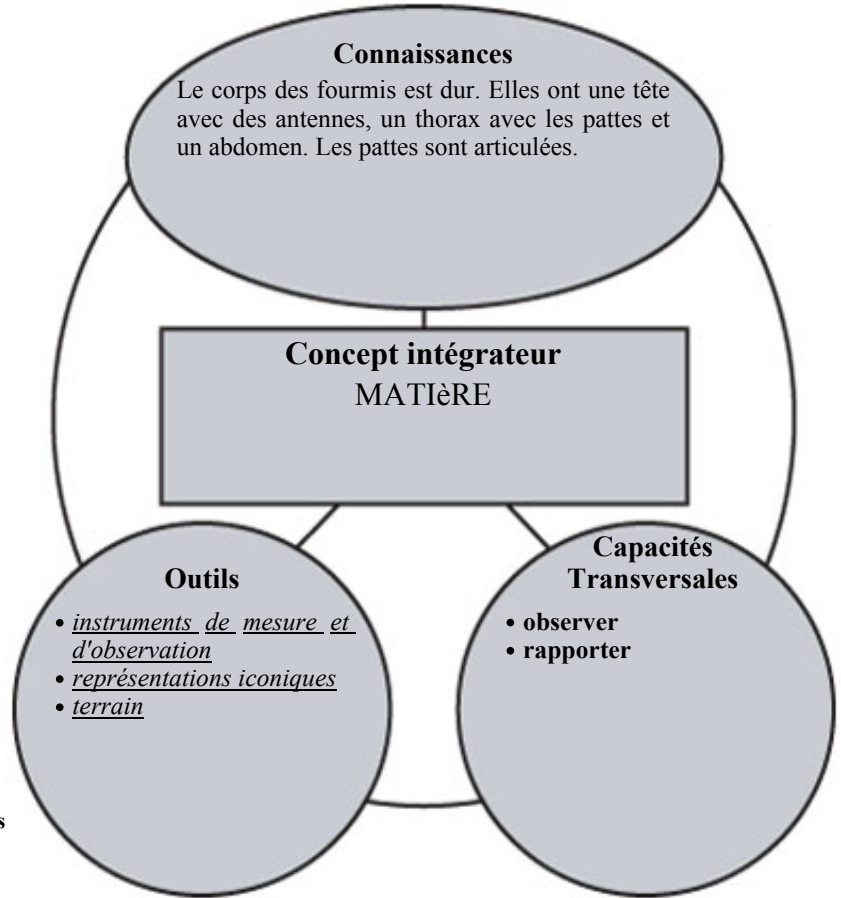 Connaissances
Le corps des fourmis est dur. Elles ont une tête
avec des antennes, un thorax avec les pattes et
un abdomen. Les pattes sont articulées.
Concept intégrateur
MATIèRE
Outils
• instruments de mesure et
d'observation
• représentations iconiques
• terrain
Capacités
Transversales
• observer
• rapporter
s